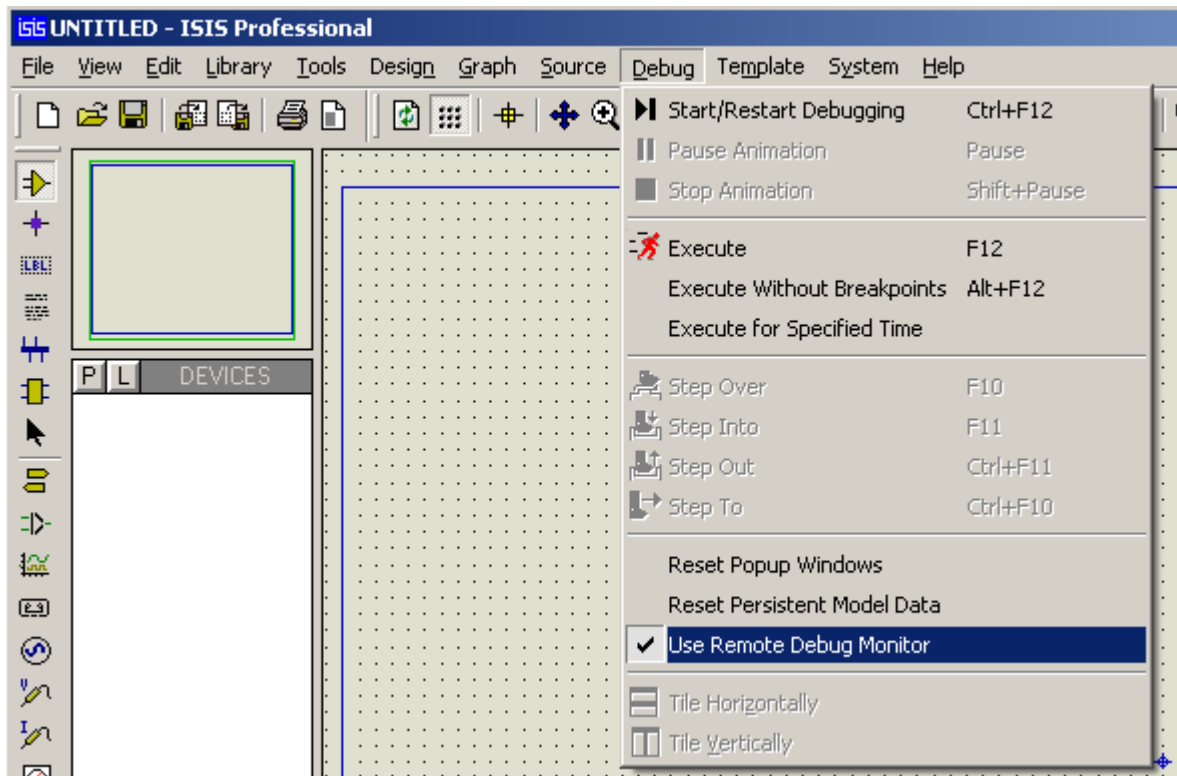 isis UNTITLED - ISIS Professional
File View Edit Library Tools Design Graph Source Debug Template System Help
Start/Restart Debugging Ctrl+F12
Pause Animation Pause
Stop Animation Shift+Pause
Execute F12
Execute Without Breakpoints Alt+F12
Execute for Specified Time
LBL
P L DEVICES
Step Over F10
Step Into F11
Step Out Ctrl+F11
Step To Ctrl+F10
Reset Popup Windows
Reset Persistent Model Data
Use Remote Debug Monitor
Tile Horizontally
Tile Vertically